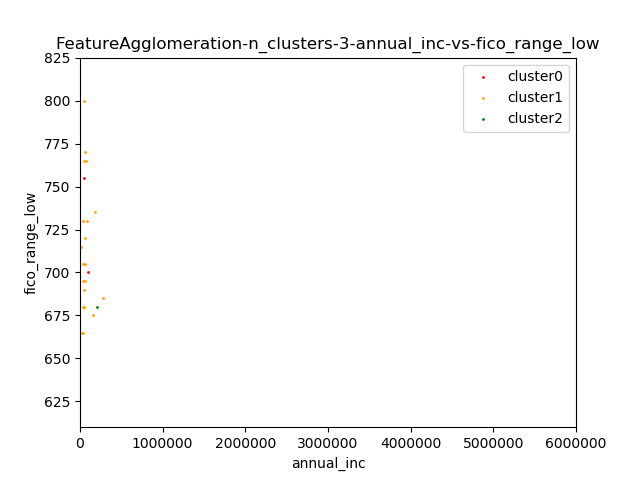 FeatureAgglomeration-n_clusters-3-annual_inc-vs-fico_range_low
cluster0
cluster1
cluster2
fico_range_low
825
800
775
750
725
700
675
650
625
0 1000000 2000000 3000000 4000000 5000000 6000000
annual_inc